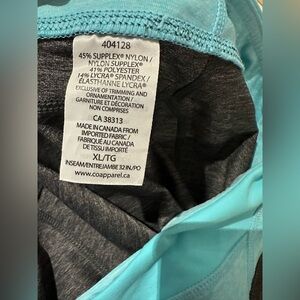 404128
45% SUPPLEX® NYLON /
NYLON SUPPLEX®
41% POLYESTER
14% LYCRA® SPANDEX /
ÉLASTHANNE LYCRA®
EXCLUSIVE OF TRIMMING AND
ORNAMENTATION /
GARNITURE ET DÉCORATION
NON COMPRISES
CA 38313
MADE IN CANADA FROM
IMPORTED FABRIC /
FABRIQUÉ AU CANADA
DE TISSU IMPORTÉ
XL/TG
INSEAM/ENTREJAMBE 32 IN/PO
www.coapparel.ca